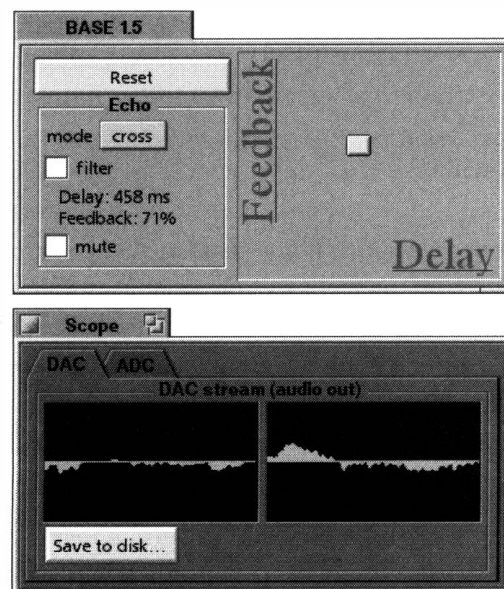 BASE 1.5
Reset
Echo
mode cross
filter
Delay: 458 ms
Feedback: 71%
mute
Feedback
Delay
Scope
DAC ADC
DAC stream (audio out)
Save to disk...